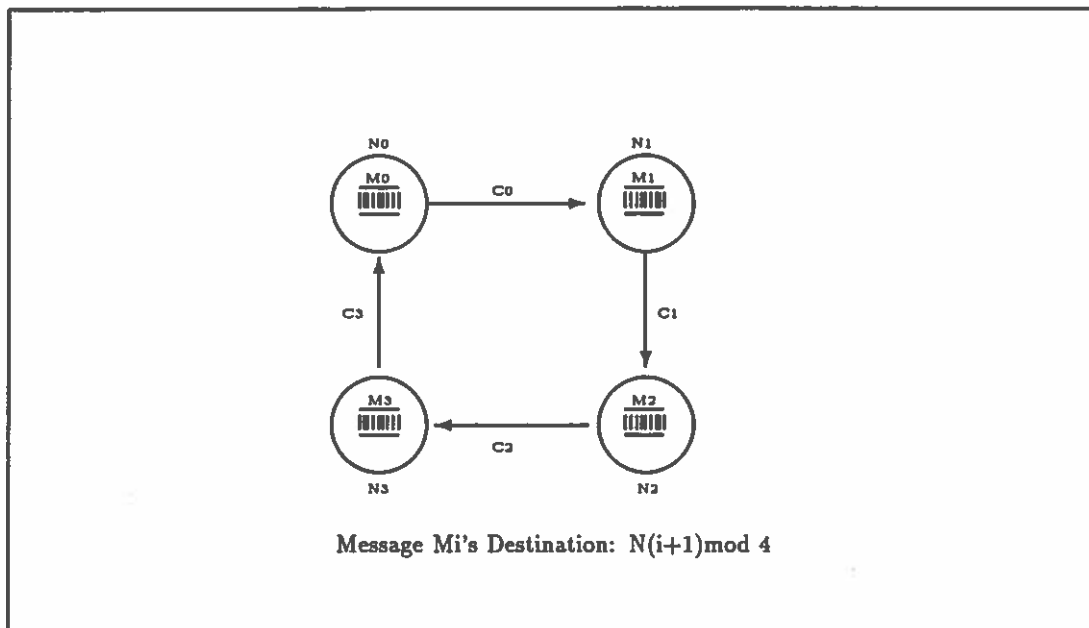 N0
N1
M0
M1
C0
C3
C1
M3
M2
C2
N3
N2
Message Mi's Destination: N(i+1)mod 4